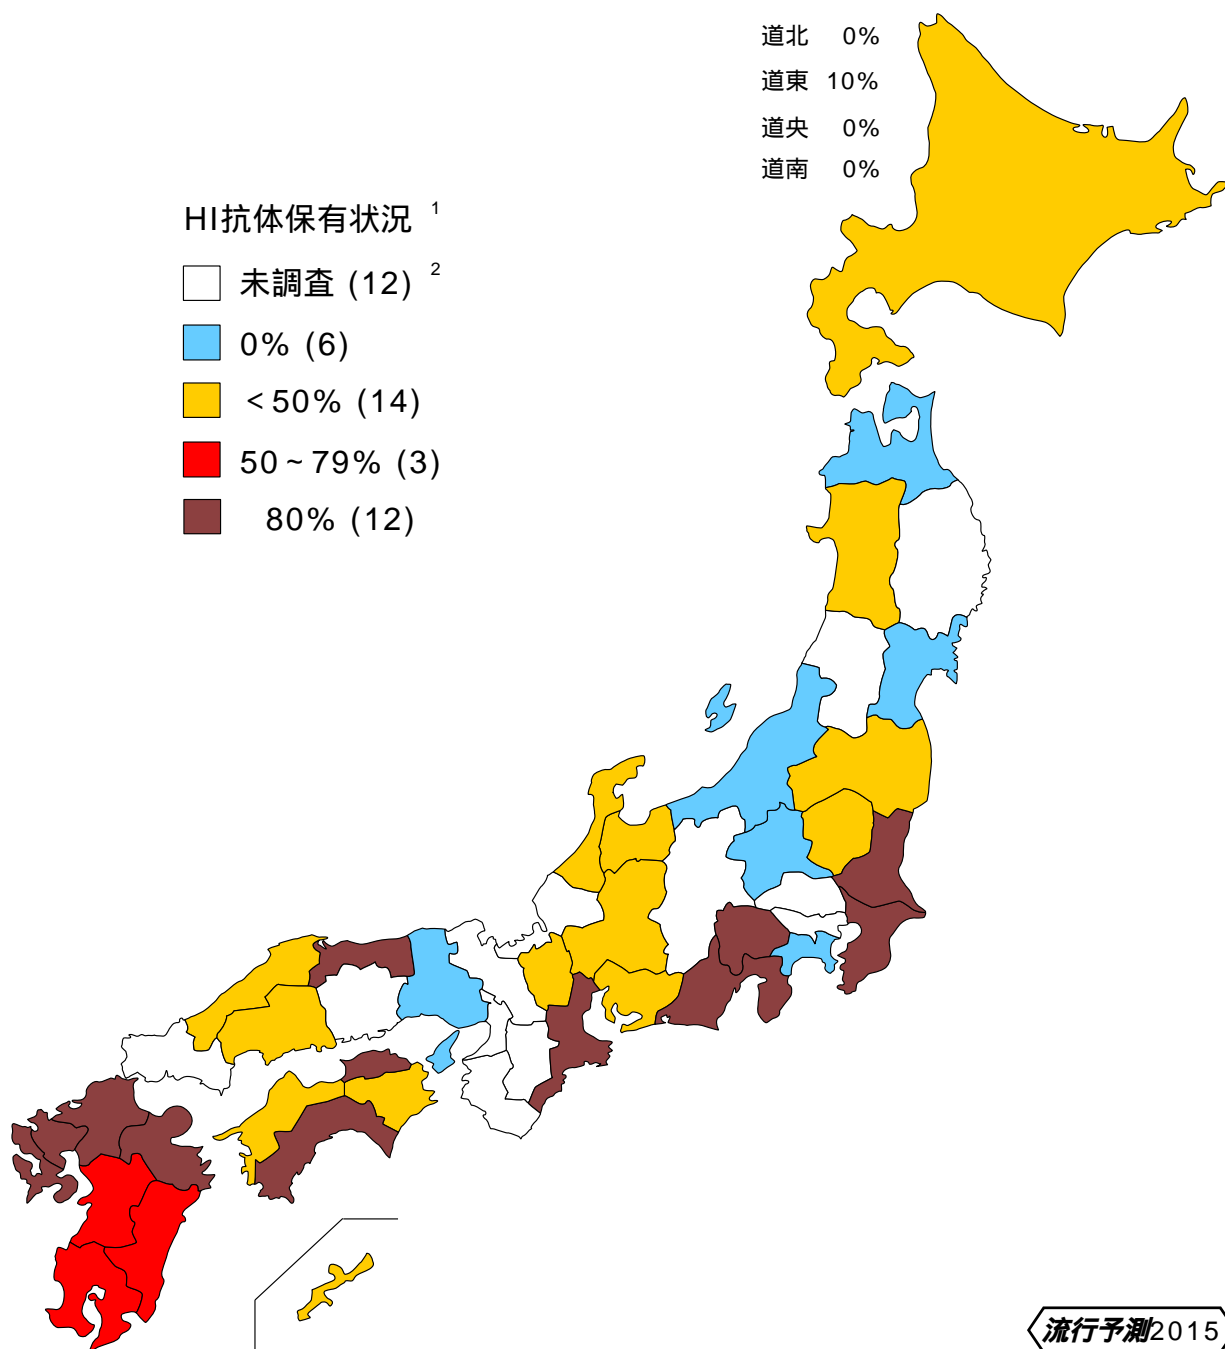 道北 0%
道東 10%
道央 0%
道南 0%
HI抗体保有状況 1
未調査 (12) 2
0% (6)
<50% (14)
50~79% (3)
80% (12)
流行予測2015